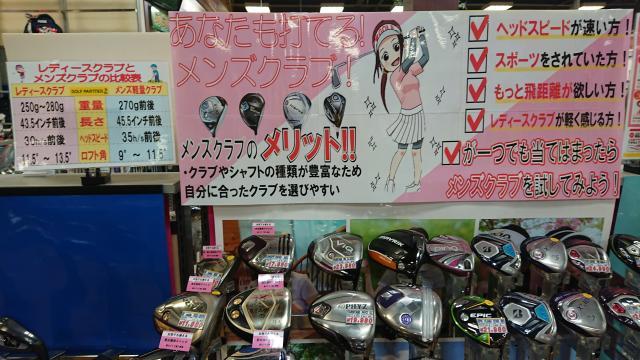 レディースクラブと
メンズクラブの比較表
レディースクラブ GOLF PARTNER メンズ軽量クラブ
250g~280g 重量 270g前後
43.5インチ前後 長さ 45.5インチ前後
30m/s前後 ヘッドスピード 35m/s前後
11.5°~13.5° ロフト角 9°~11.5°
あなたも打てる!
メンズクラブ!
メンズクラブのメリット!!
・クラブやシャフトの種類が豊富なため
自分に合ったクラブを選びやすい
ヘッドスピードが速い方!
スポーツをされていた方!
もっと飛距離が欲しい方!
レディースクラブが軽く感じる方!
が一つでも当てはまったら
メンズクラブを試してみよう!
PHYZ
EPIC